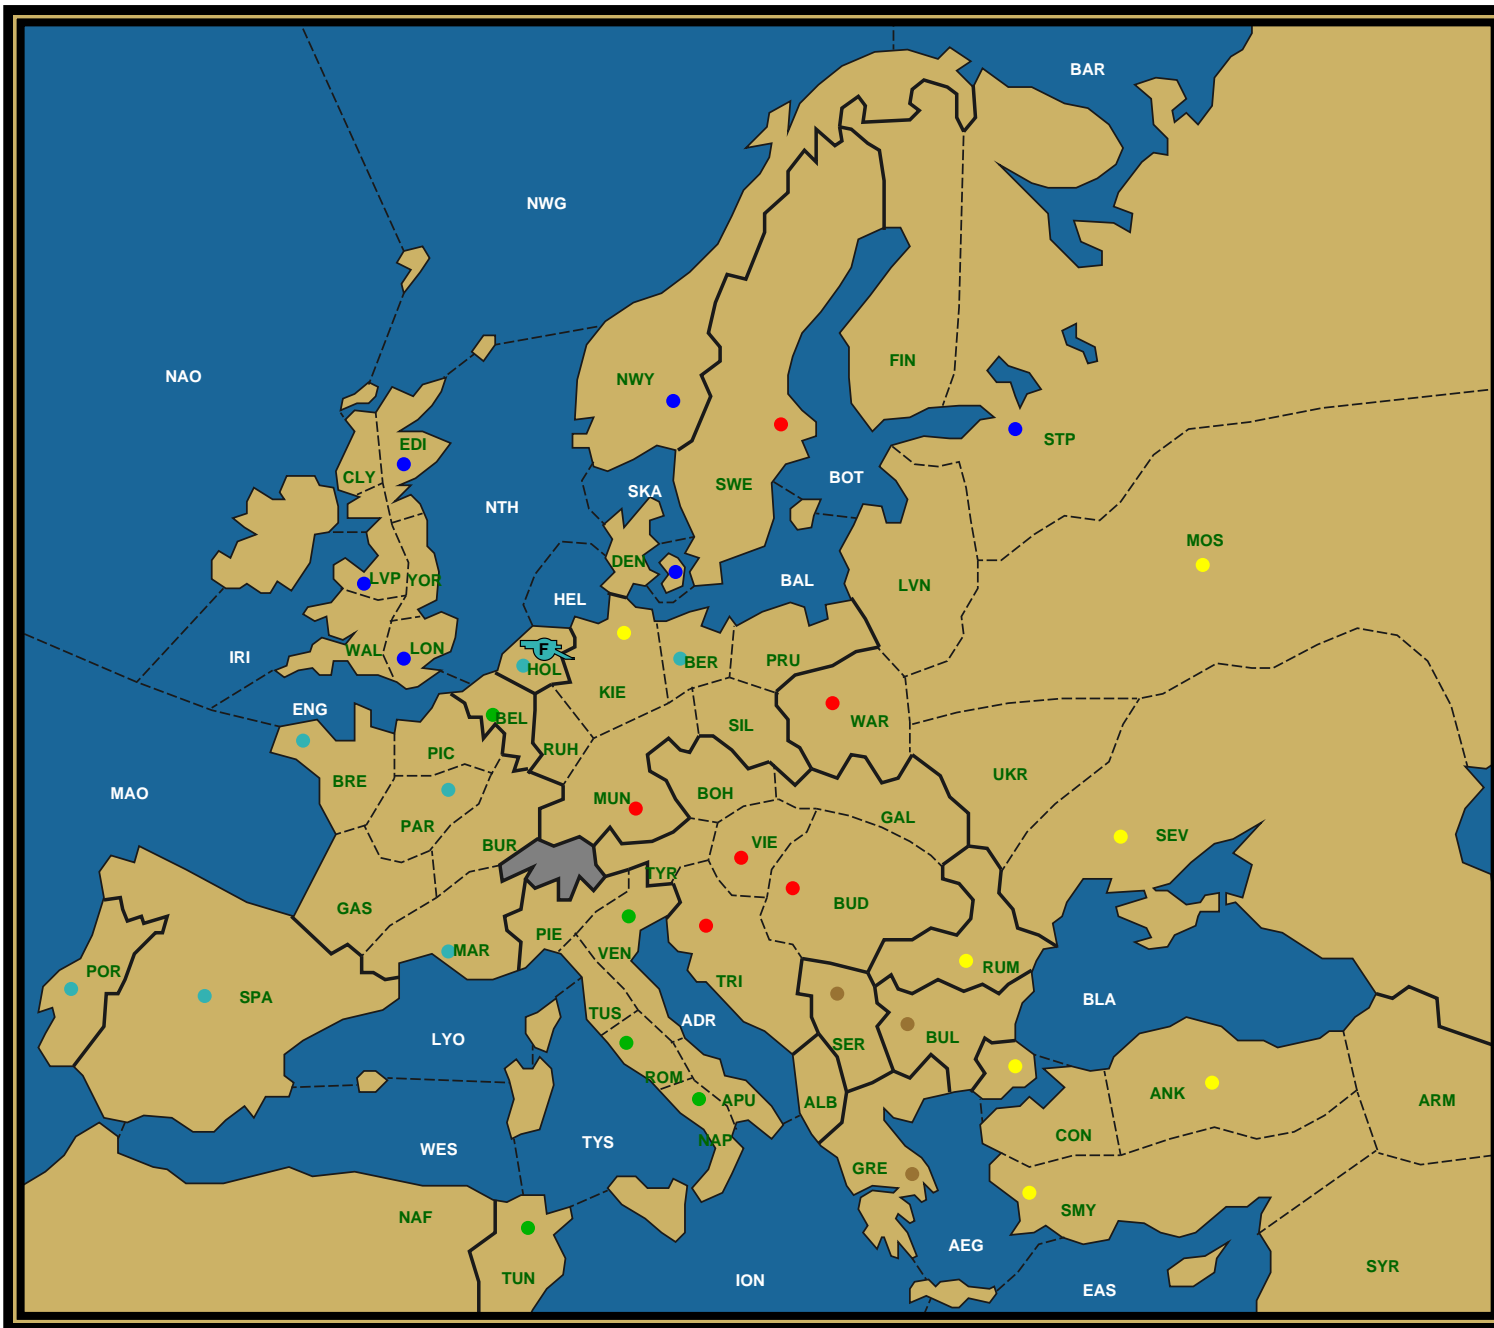 BAR
NWG
NAO
NWY
FIN
EDI
STP
CLY
SKA
SWE
BOT
NTH
MOS
DEN
LVP
YOR
BAL
LVN
HEL
WAL
LON
IRI
F
HOL
BER
PRU
KIE
ENG
BEL
WAR
SIL
PIC
RUH
UKR
BRE
MAO
MUN
BOH
PAR
GAL
SEV
BUR
VIE
TYR
BUD
GAS
PIE
MAR
VEN
RUM
POR
SPA
TRI
BLA
TUS
ADR
LYO
SER
BUL
ROM
ANK
APU
ALB
ARM
CON
NAP
TYS
WES
GRE
SMY
NAF
AEG
SYR
TUN
ION
EAS